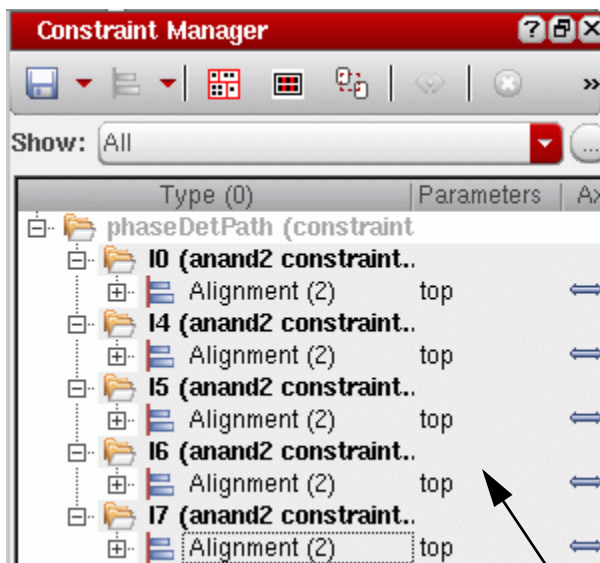 Constraint Manager
»
Show: All ...
Type (0) Parameters Ax
phaseDetPath (constraint
I0 (anand2 constraint..
Alignment (2) top
I4 (anand2 constraint..
Alignment (2) top
I5 (anand2 constraint..
Alignment (2) top
I6 (anand2 constraint..
Alignment (2) top
I7 (anand2 constraint..
Alignment (2) top